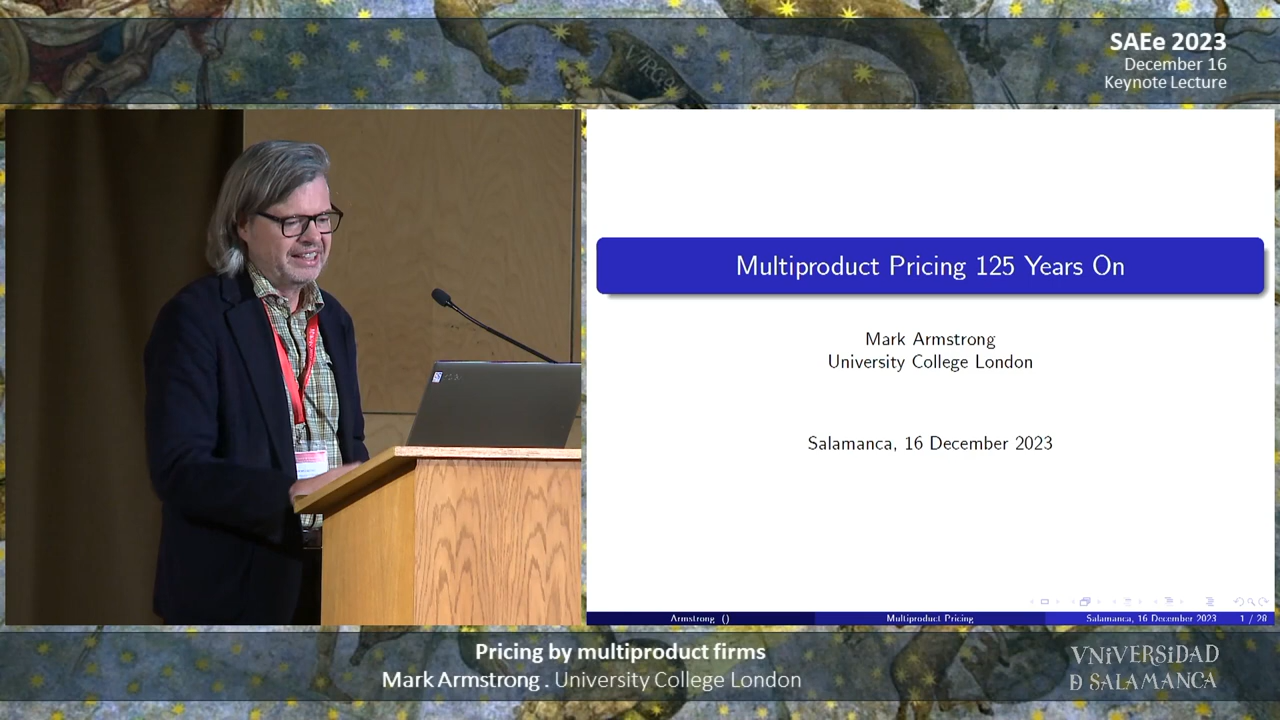 SAEe 2023
December 16
Keynote Lecture
VIRGO
Multiproduct Pricing 125 Years On
Mark Armstrong
University College London
Salamanca, 16 December 2023
Armstrong ()
Multiproduct Pricing
Salamanca, 16 December 2023
1 / 28
Pricing by multiproduct firms
Mark Armstrong . University College London
VNiVERSiDAD
Ð SALAMANCA